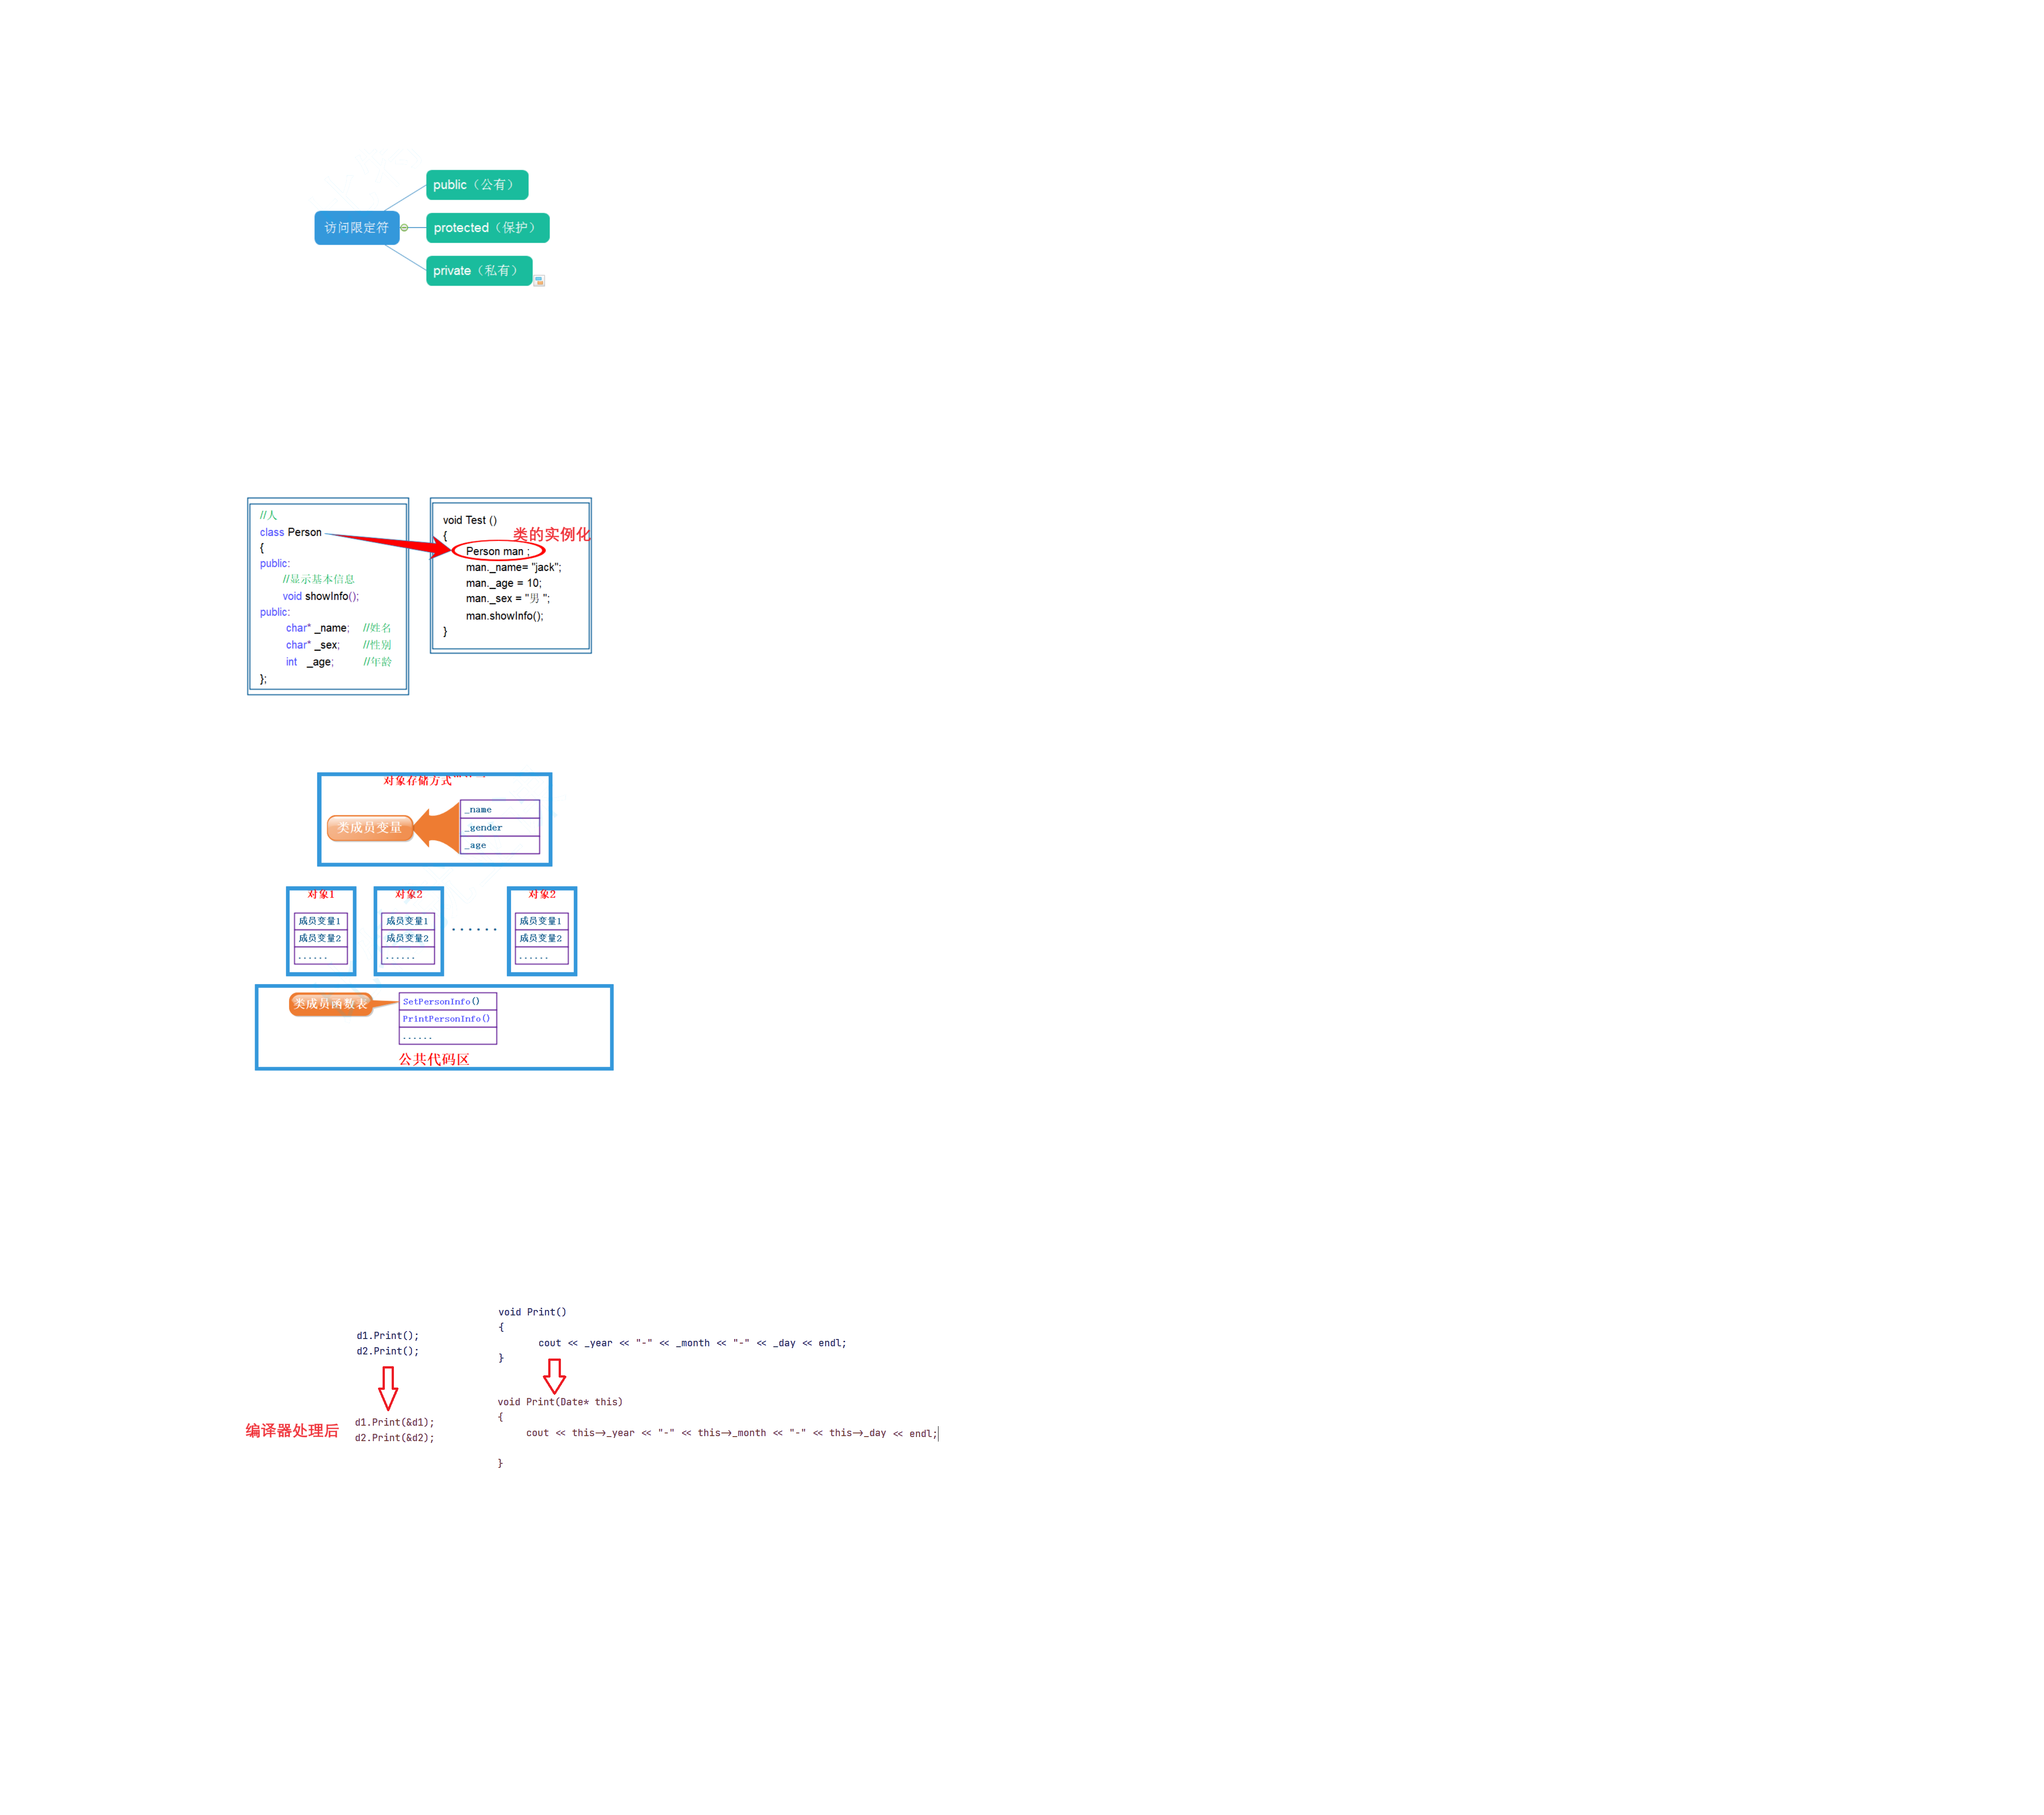 public（公有）
访问限定符
protected（保护）
private（私有）
//人
class Person
{
public:
//显示基本信息
void showInfo();
public:
char* _name; //姓名
char* _sex; //性别
int _age; //年龄
};
void Test ()
{
类的实例化
Person man ;
man._name= "jack";
man._age = 10;
man._sex = "男 ";
man.showInfo();
}
对象存储方式
类成员变量
_name
_gender
_age
对象1
成员变量1
成员变量2
......
对象2
成员变量1
成员变量2
......
......
对象2
成员变量1
成员变量2
......
类成员函数表
SetPersonInfo()
PrintPersonInfo()
......
公共代码区
d1.Print();
d2.Print();
编译器处理后
d1.Print(&d1);
d2.Print(&d2);
void Print()
{
cout << _year << "-" << _month << "-" << _day << endl;
}
void Print(Date* this)
{
cout << this->_year << "-" << this->_month << "-" << this->_day << endl;
}